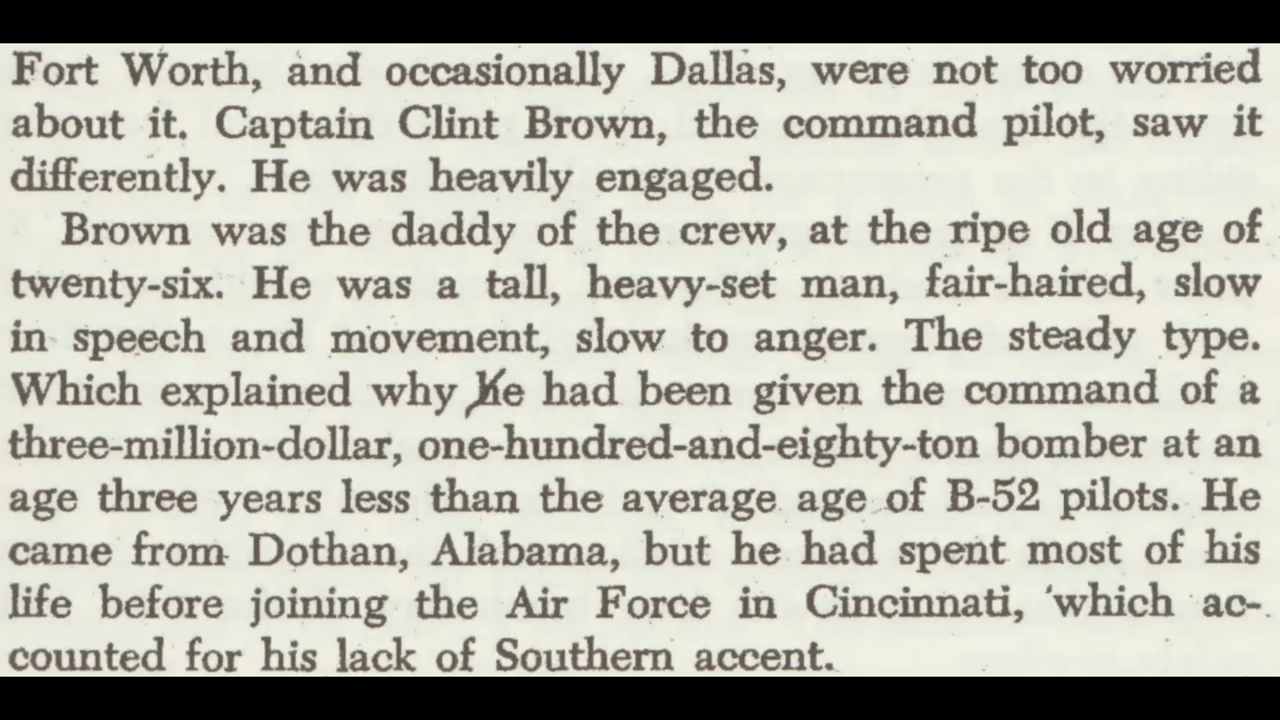 Fort Worth, and occasionally Dallas, were not too worried
about it. Captain Clint Brown, the command pilot, saw it
differently. He was heavily engaged.
Brown was the daddy of the crew, at the ripe old age of
twenty-six. He was a tall, heavy-set man, fair-haired, slow
in speech and movement, slow to anger. The steady type.
Which explained why he had been given the command of a
three-million-dollar, one-hundred-and-eighty-ton bomber at an
age three years less than the average age of B-52 pilots. He
came from Dothan, Alabama, but he had spent most of his
life before joining the Air Force in Cincinnati, which ac-
counted for his lack of Southern accent.